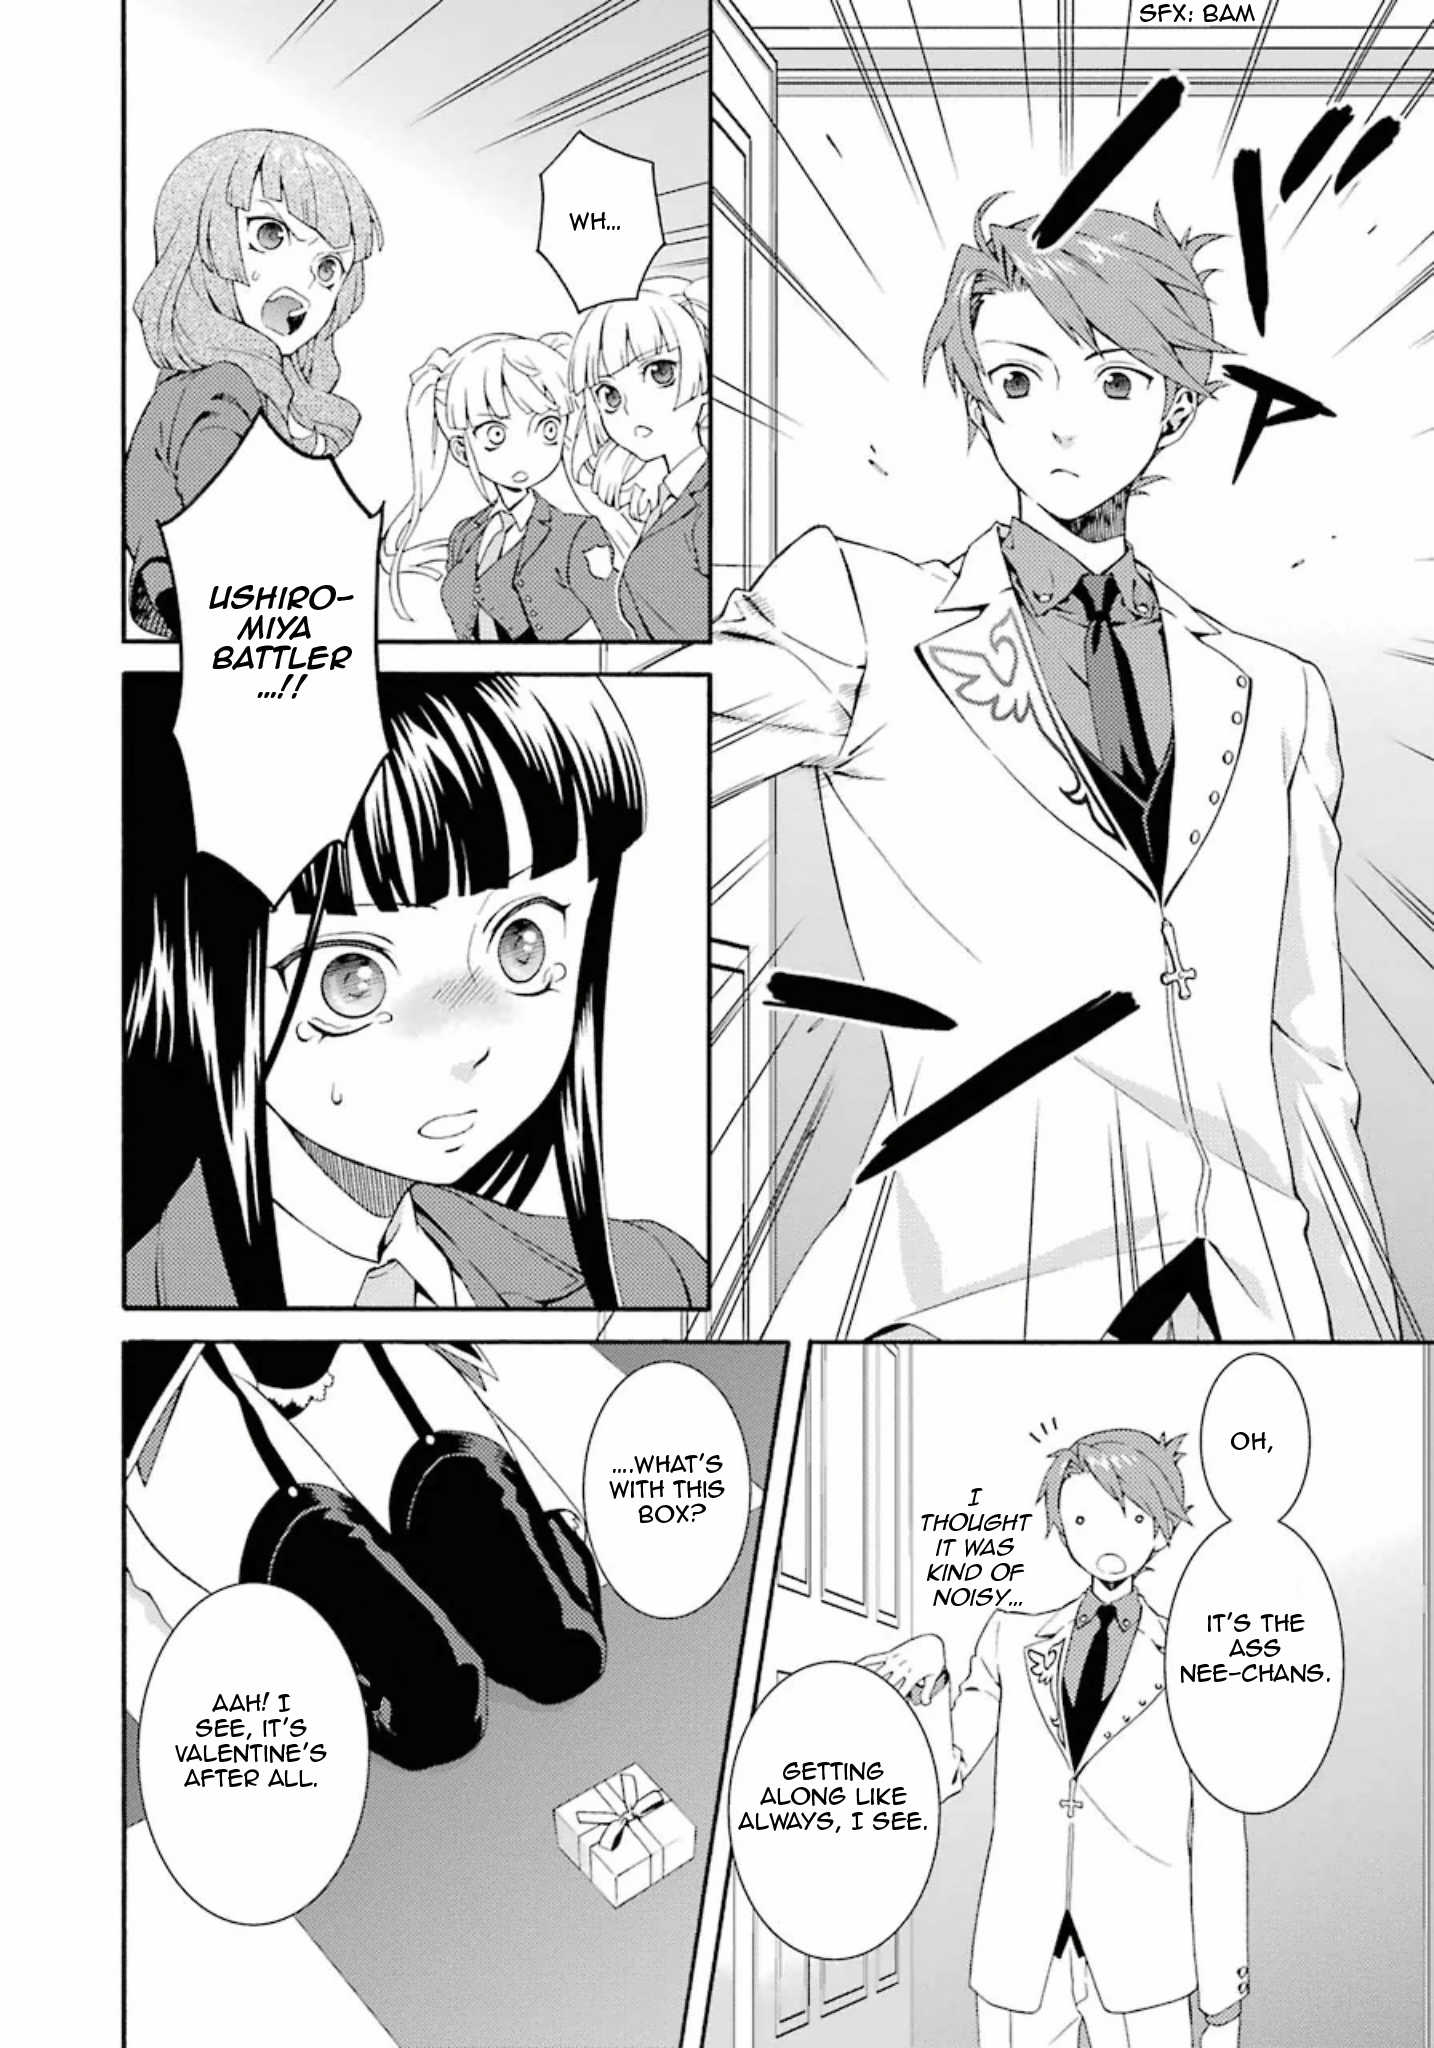 SFX: BAM
WH...
USHIRO-
MIYA
BATTLER
...!!
OH,
IT'S THE
ASS
NEE-CHANS.
I
THOUGHT
IT WAS
KIND OF
NOISY...
GETTING
ALONG LIKE
ALWAYS, I SEE.
....WHAT'S
WITH THIS
BOX?
AAH! I
SEE, IT'S
VALENTINE'S
AFTER ALL.